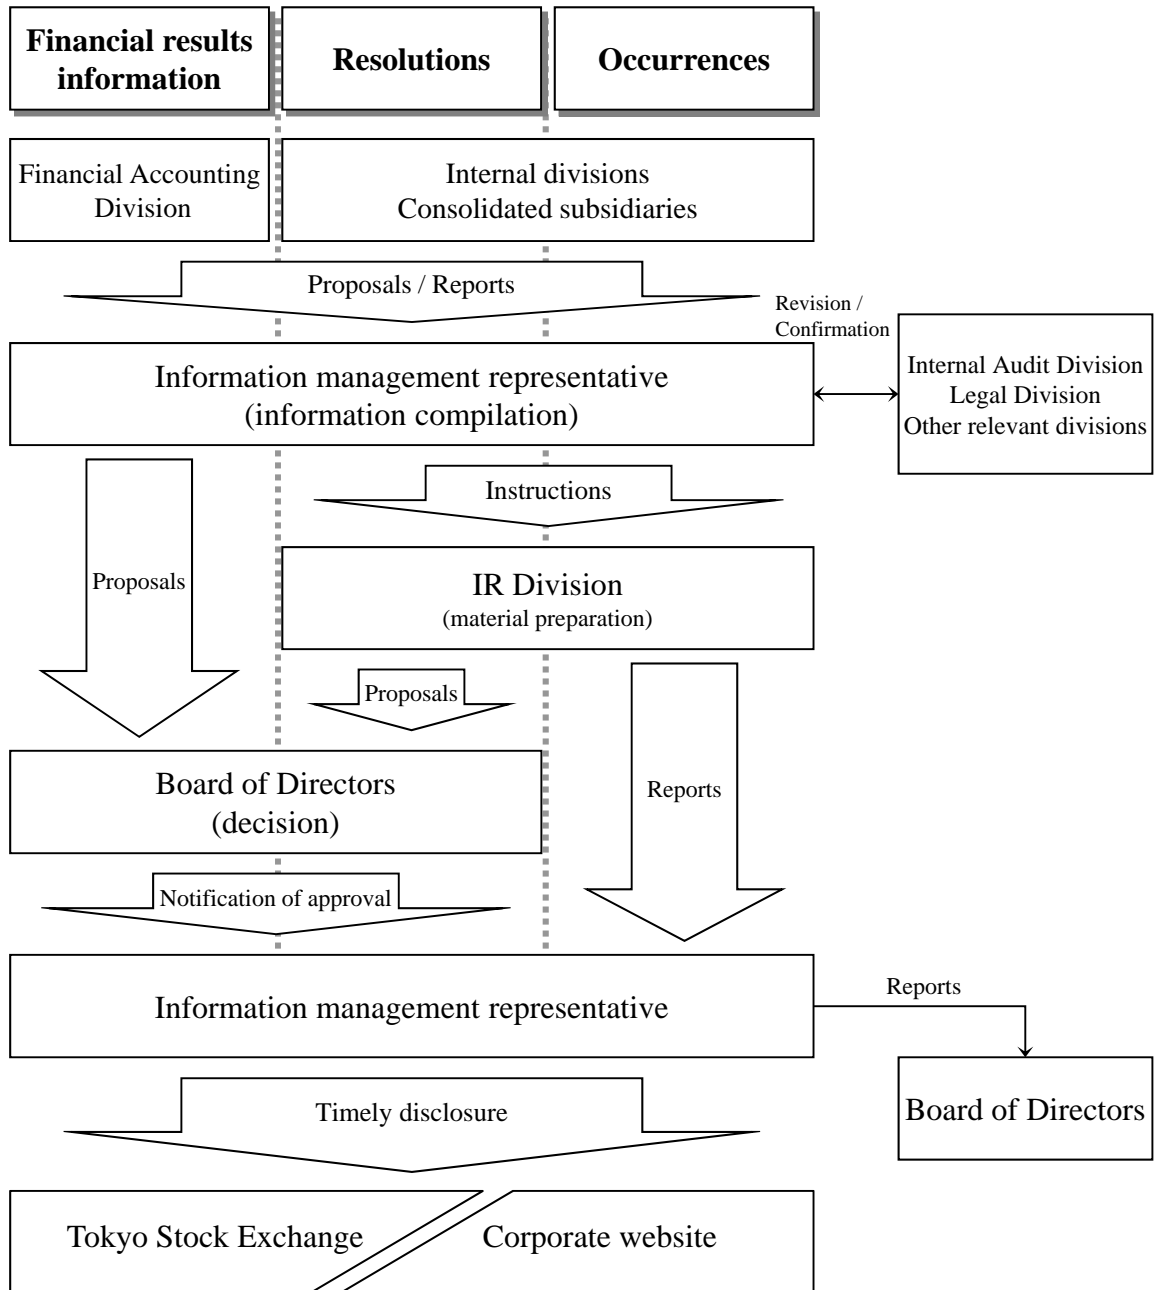 Financial results
information
Resolutions
Occurrences
Financial Accounting
Division
Internal divisions
Consolidated subsidiaries
Proposals / Reports
Revision /
Confirmation
Information management representative
(information compilation)
Internal Audit Division
Legal Division
Other relevant divisions
Instructions
Proposals
IR Division
(material preparation)
Proposals
Board of Directors
(decision)
Reports
Notification of approval
Information management representative
Reports
Board of Directors
Timely disclosure
Tokyo Stock Exchange
Corporate website